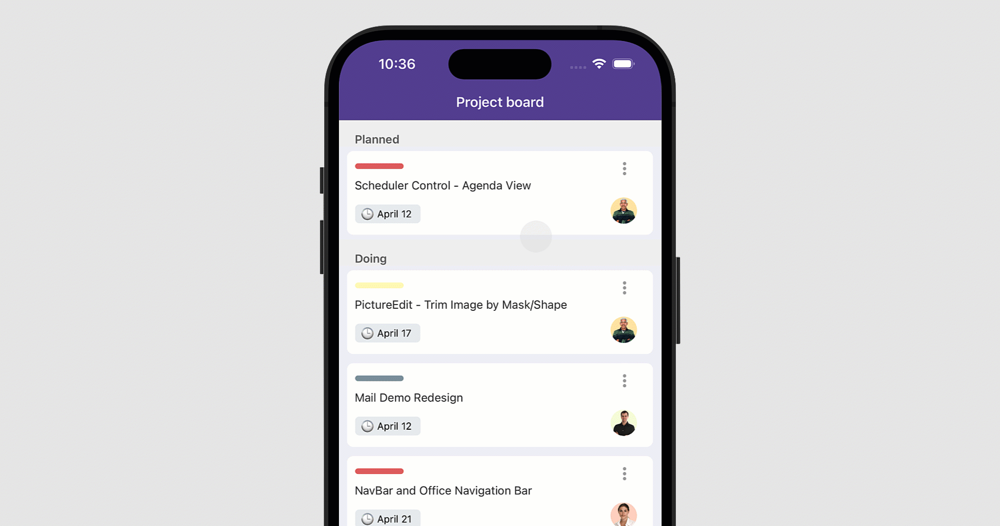 10:36
Project board
Planned
Scheduler Control - Agenda View
April 12
Doing
PictureEdit - Trim Image by Mask/Shape
April 17
Mail Demo Redesign
April 12
NavBar and Office Navigation Bar
April 21